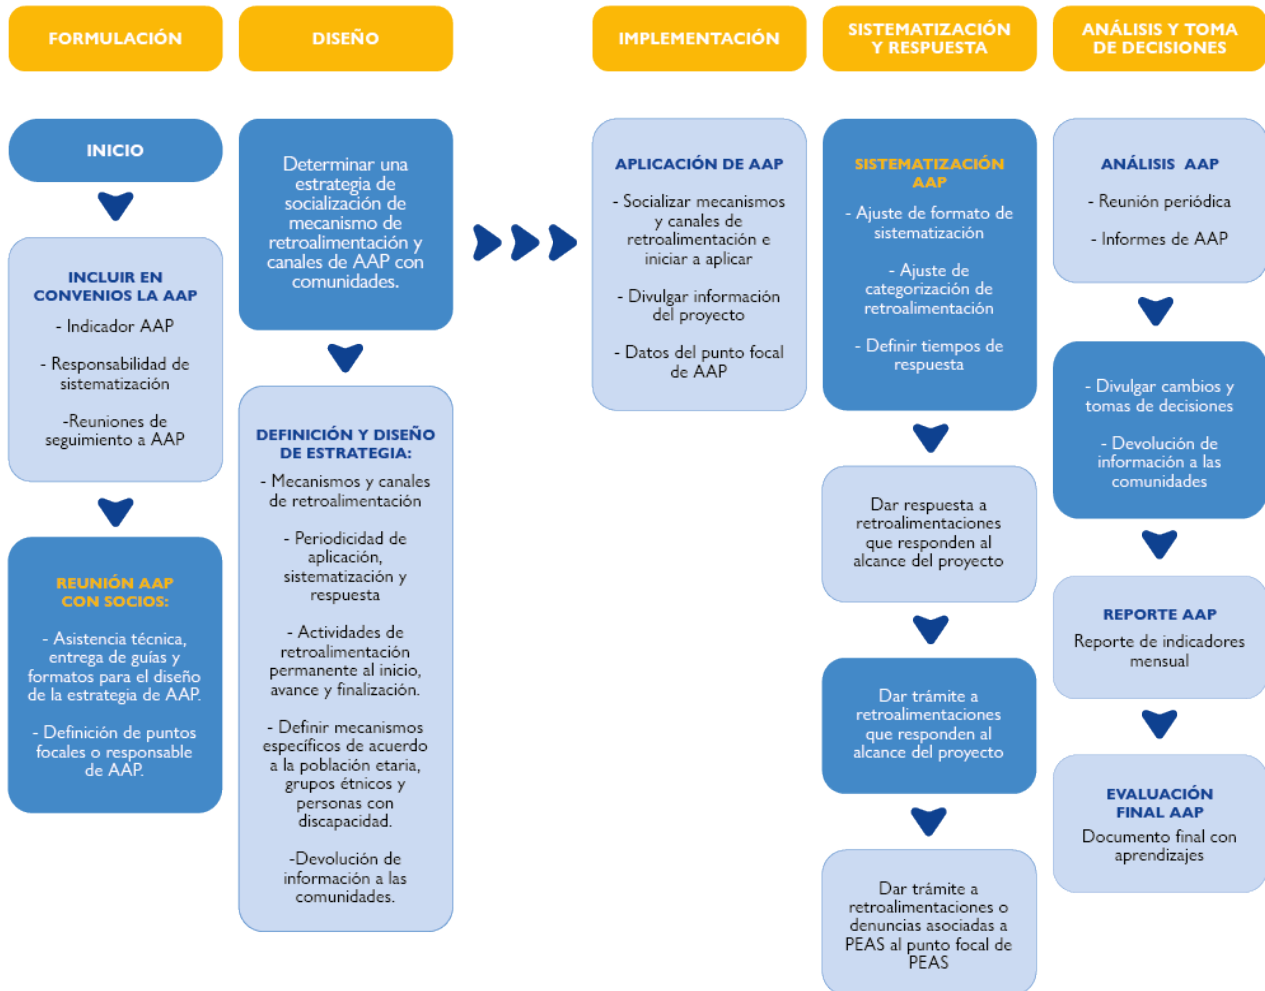 FORMULACIÓN
DISEÑO
IMPLEMENTACIÓN
SISTEMATIZACIÓN
Y RESPUESTA
ANÁLISIS Y TOMA
DE DECISIONES
INICIO
INCLUIR EN
CONVENIOS LA AAP
- Indicador AAP
- Responsabilidad de
sistematización
-Reuniones de
seguimiento a AAP
REUNIÓN AAP
CON SOCIOS:
- Asistencia técnica,
entrega de guías y
formatos para el diseño
de la estrategia de AAP.
- Definición de puntos
focales o responsable
de AAP.
Determinar una
estrategia de
socialización de
mecanismo de
retroalimentación y
canales de AAP con
comunidades.
DEFINICIÓN Y DISEÑO
DE ESTRATEGIA:
- Mecanismos y canales
de retroalimentación
- Periodicidad de
aplicación,
sistematización y
respuesta
- Actividades de
retroalimentación
permanente al inicio,
avance y finalización.
- Definir mecanismos
específicos de acuerdo
a la población etaria,
grupos étnicos y
personas con
discapacidad.
-Devolución de
información a las
comunidades.
APLICACIÓN DE AAP
- Socializar mecanismos
y canales de
retroalimentación e
iniciar a aplicar
- Divulgar información
del proyecto
- Datos del punto focal
de AAP
SISTEMATIZACIÓN
AAP
- Ajuste de formato de
sistematización
- Ajuste de
categorización de
retroalimentación
- Definir tiempos de
respuesta
Dar respuesta a
retroalimentaciones
que responden al
alcance del proyecto
Dar trámite a
retroalimentaciones
que responden al
alcance del proyecto
Dar trámite a
retroalimentaciones o
denuncias asociadas a
PEAS al punto focal de
PEAS
ANÁLISIS AAP
- Reunión periódica
- Informes de AAP
- Divulgar cambios y
tomas de decisiones
- Devolución de
información a las
comunidades
REPORTE AAP
Reporte de indicadores
mensual
EVALUACIÓN
FINAL AAP
Documento final con
aprendizajes